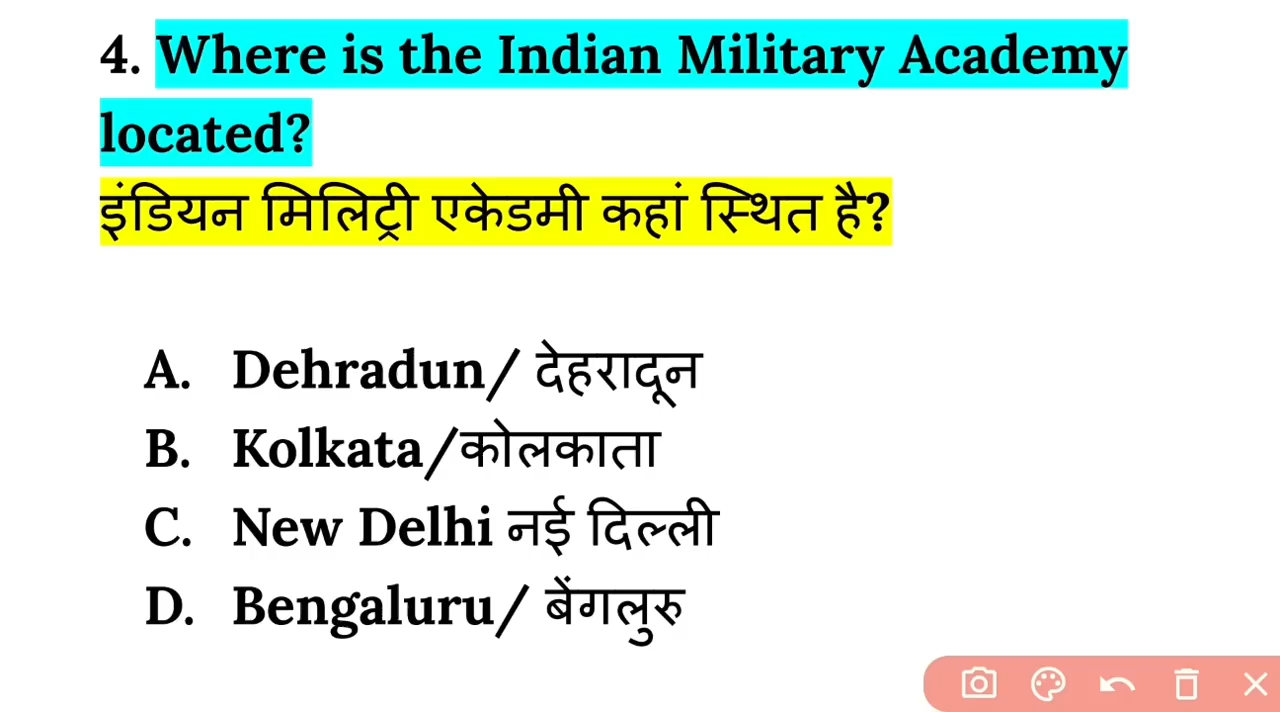 4. Where is the Indian Military Academy
located?
इंडियन मिलिट्री एकेडमी कहां स्थित है?
A. Dehradun/ देहरादून
B. Kolkata/कोलकाता
C. New Delhi नई दिल्ली
D. Bengaluru/ बेंगलुरु